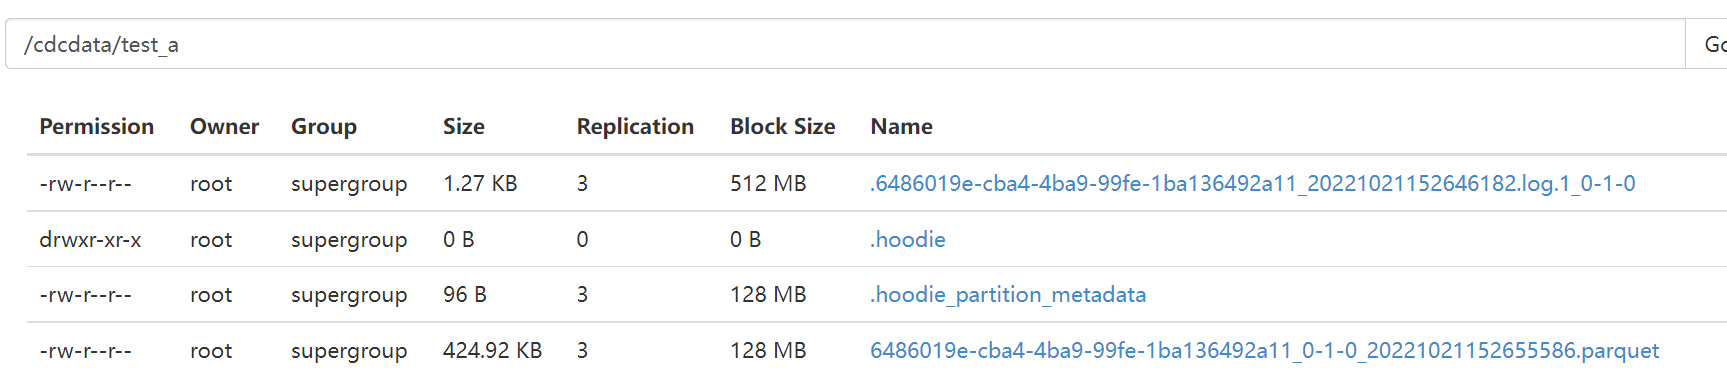 /cdcdata/test_a Go
Permission Owner Group Size Replication Block Size Name
-rw-r--r-- root supergroup 1.27 KB 3 512 MB .6486019e-cba4-4ba9-99fe-1ba136492a11_20221021152646182.log.1_0-1-0
drwxr-xr-x root supergroup 0 B 0 0 B .hoodie
-rw-r--r-- root supergroup 96 B 3 128 MB .hoodie_partition_metadata
-rw-r--r-- root supergroup 424.92 KB 3 128 MB 6486019e-cba4-4ba9-99fe-1ba136492a11_0-1-0_20221021152655586.parquet